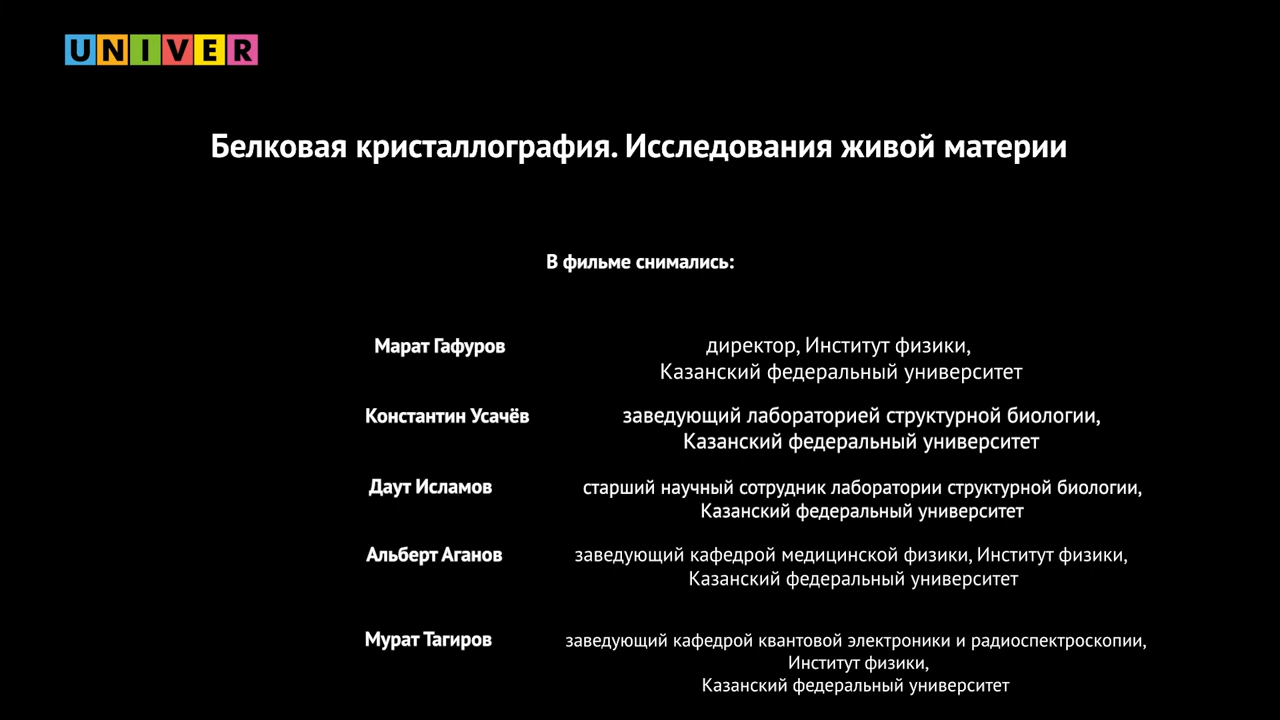 UNIVER
Белковая кристаллография. Исследования живой материи
В фильме снимались:
Марат Гафуров директор, Институт физики,
Казанский федеральный университет
Константин Усачёв заведующий лабораторией структурной биологии,
Казанский федеральный университет
Даут Исламов старший научный сотрудник лаборатории структурной биологии,
Казанский федеральный университет
Альберт Аганов заведующий кафедрой медицинской физики, Институт физики,
Казанский федеральный университет
Мурат Тагиров заведующий кафедрой квантовой электроники и радиоспектроскопии,
Институт физики,
Казанский федеральный университет